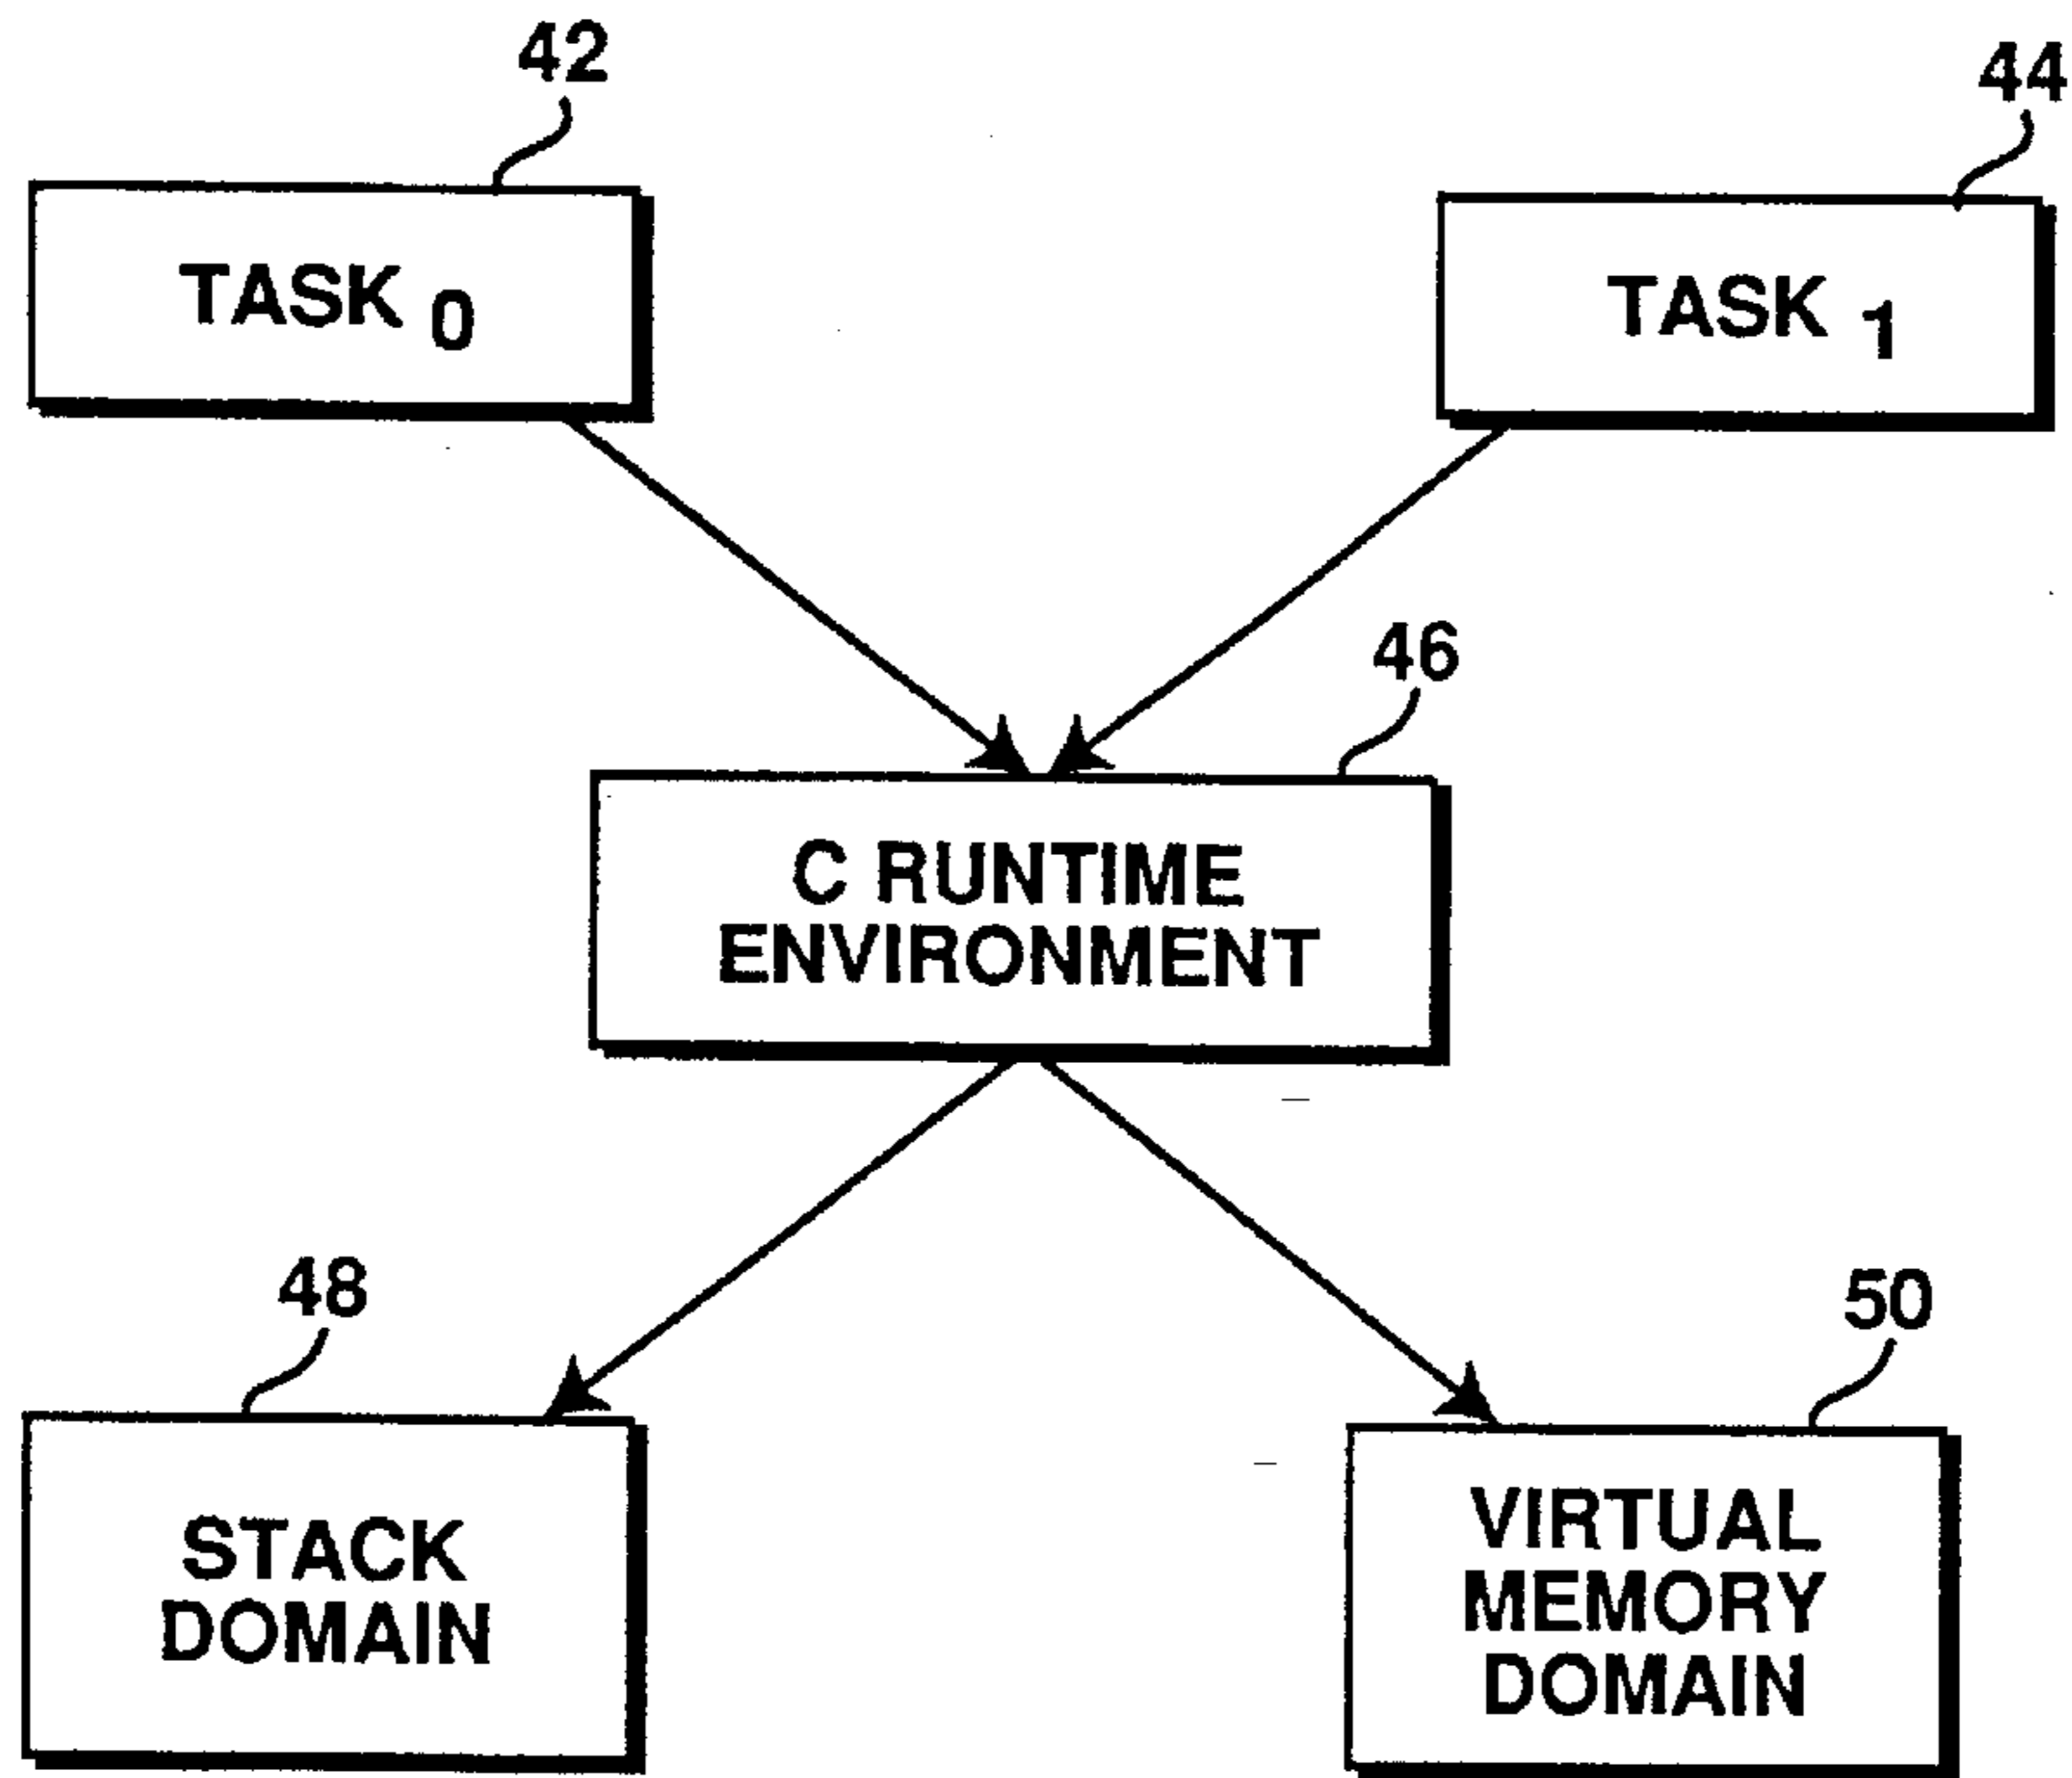 42
44
TASK 0
TASK 1
46
C RUNTIME
ENVIRONMENT
48
50
STACK
DOMAIN
VIRTUAL
MEMORY
DOMAIN